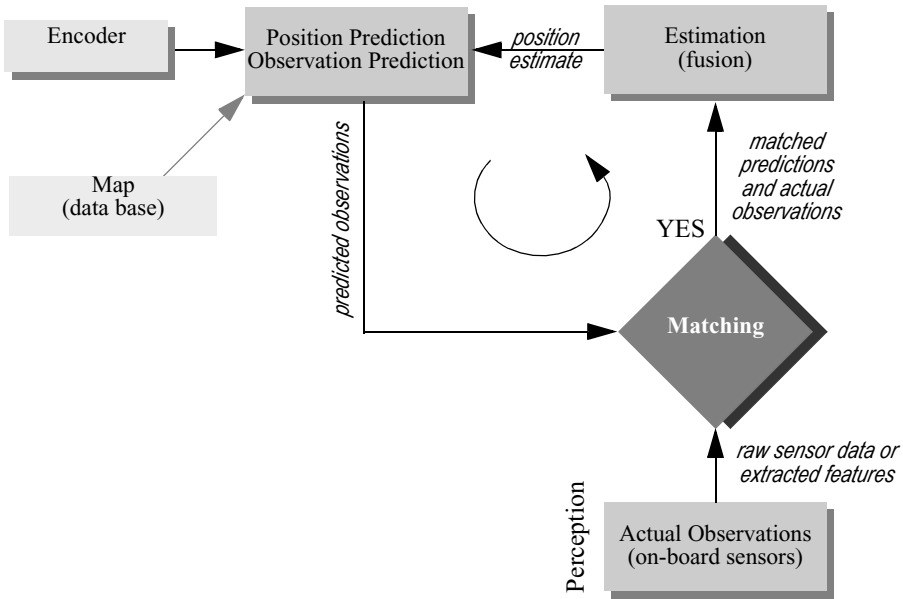 Encoder
Position Prediction
Observation Prediction
position
estimate
Estimation
(fusion)
Map
(data base)
predicted observations
matched
predictions
and actual
observations
YES
Matching
raw sensor data or
extracted features
Perception
Actual Observations
(on-board sensors)